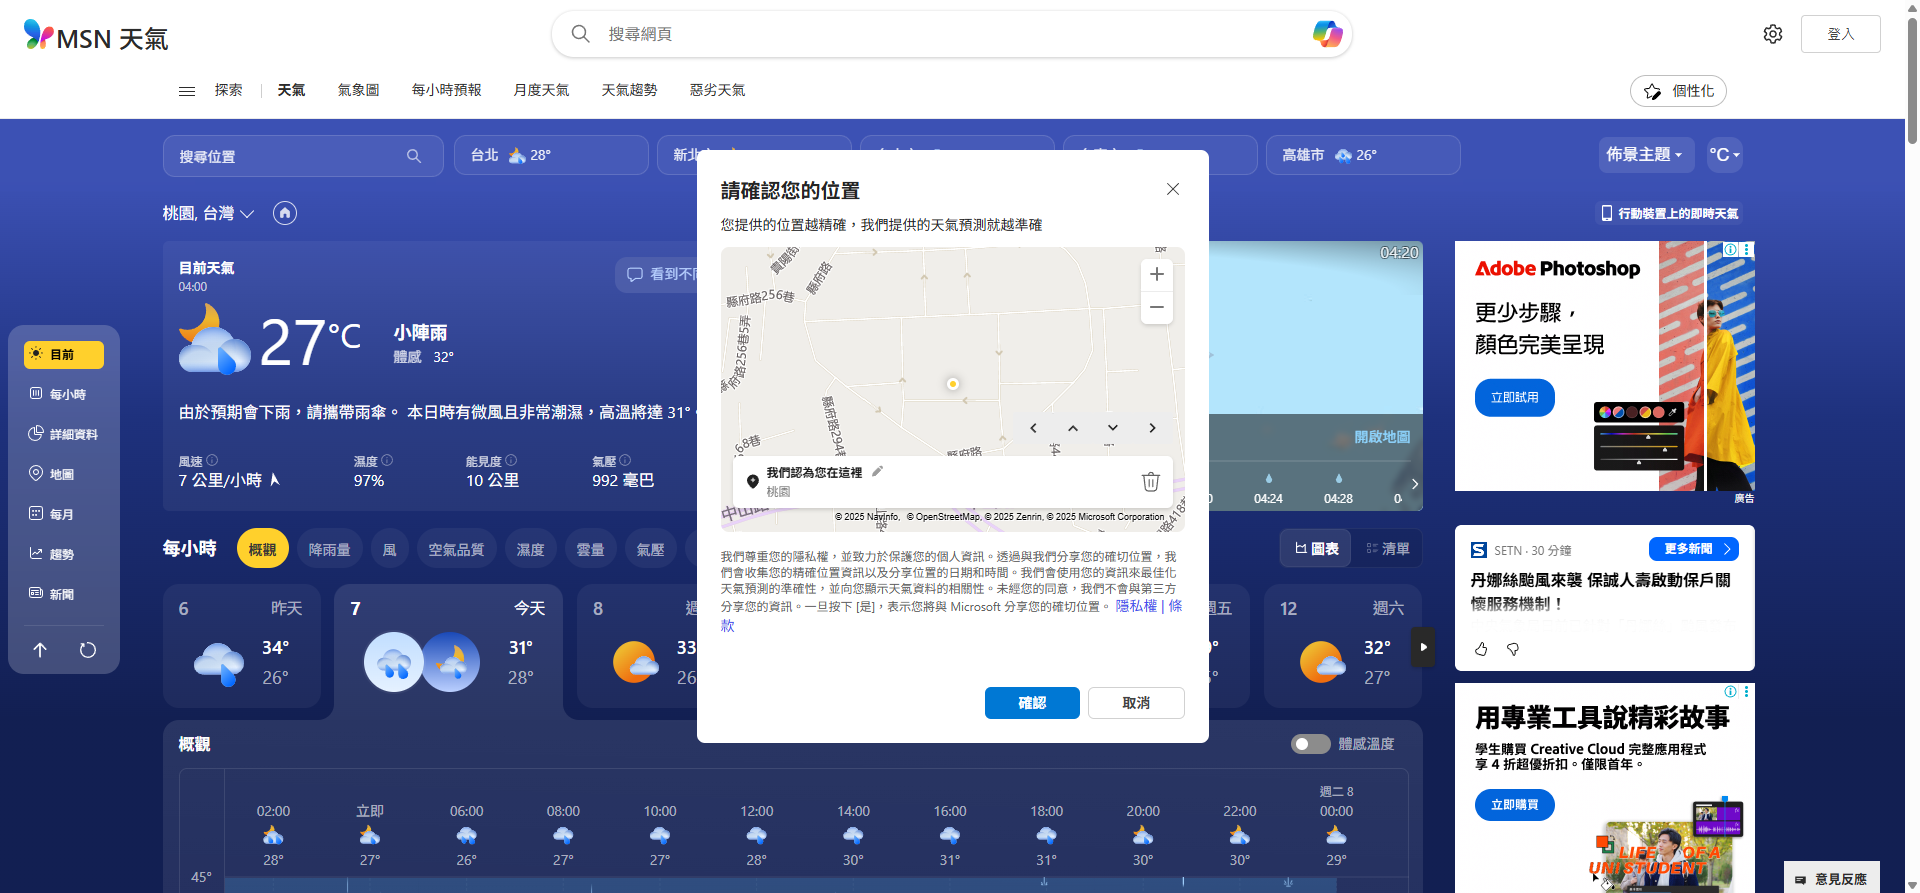 MSN 天氣
搜尋網頁
登入
探索
天氣
氣象圖
每小時預報
月度天氣
天氣趨勢
惡劣天氣
個性化
搜尋位置
台北 28°
新北
高雄市 26°
佈景主題
°C
桃園, 台灣
行動裝置上的即時天氣
目前天氣
04:00
看到不同
27°C
小陣雨
體感 32°
由於預期會下雨，請攜帶雨傘。 本日時有微風且非常潮濕，高溫將達 31°
風速
7 公里/小時
濕度
97%
能見度
10 公里
氣壓
992 毫巴
目前
每小時
詳細資料
地圖
每月
趨勢
新聞
請確認您的位置
您提供的位置越精確，我們提供的天氣預測就越準確
貴陽街
縣府路
縣府路256巷
縣府路256巷5弄
縣府路294巷
縣府路
中山路
418巷
我們認為您在這裡
桃園
© 2025 NavInfo, © OpenStreetMap, © 2025 Zenrin, © 2025 Microsoft Corporation
我們尊重您的隱私權，並致力於保護您的個人資訊。透過與我們分享您的確切位置，我
們會收集您的精確位置資訊以及分享位置的日期和時間。我們會使用您的資訊來最佳化
天氣預測的準確性，並向您顯示天氣資料的相關性。未經您的同意，我們不會與第三方
分享您的資訊。一旦按下 [是]，表示您將與 Microsoft 分享您的確切位置。 隱私權 | 條
款
確認
取消
04:20
開啟地圖
04:24
04:28
Adobe Photoshop
更少步驟，
顏色完美呈現
立即試用
廣告
每小時
概觀
降雨量
風
空氣品質
濕度
雲量
氣壓
圖表
清單
6 昨天
34°
26°
7 今天
31°
28°
8 週
33
26
週五
12 週六
32°
27°
SETN · 30 分鐘
更多新聞
丹娜絲颱風來襲 保誠人壽啟動保戶關
懷服務機制！
概觀
體感溫度
週二 8
02:00 立即 06:00 08:00 10:00 12:00 14:00 16:00 18:00 20:00 22:00 00:00
28° 27° 26° 27° 27° 28° 30° 31° 31° 30° 30° 29°
45°
用專業工具說精彩故事
學生購買 Creative Cloud 完整應用程式
享 4 折超優折扣。僅限首年。
立即購買
LIFE OF A
UNI STUDENT
意見反應